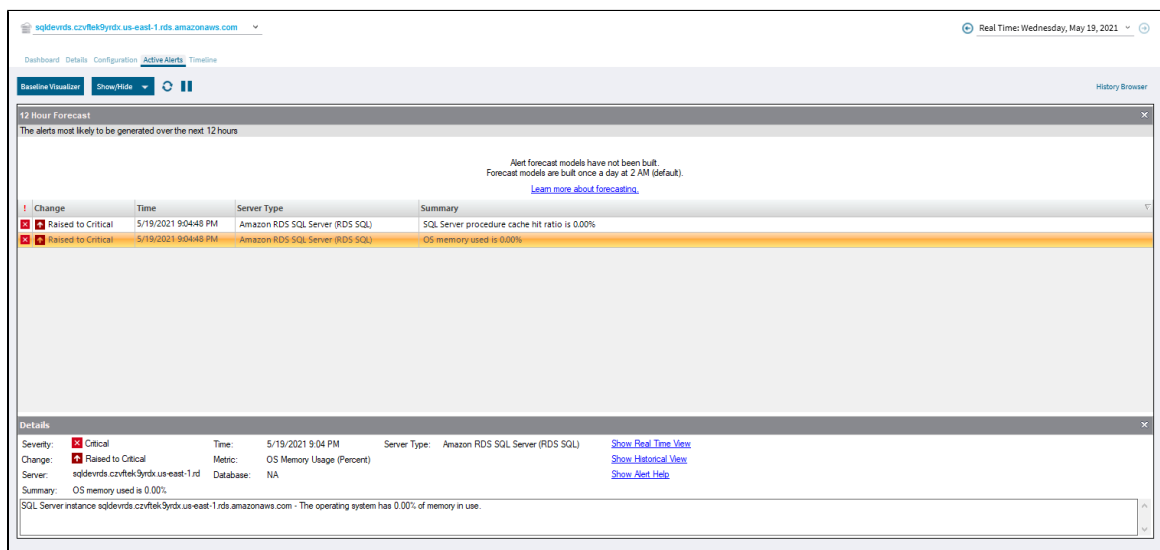 sqldevrds.czvftek9yrdx.us-east-1.rds.amazonaws.com
Real Time: Wednesday, May 19, 2021
Dashboard Details Configuration Active Alerts Timeline
Baseline Visualizer Show/Hide History Browser
12 Hour Forecast
The alerts most likely to be generated over the next 12 hours
Alert forecast models have not been built.
Forecast models are built once a day at 2 AM (default).
Learn more about forecasting.
! Change Time Server Type Summary
Raised to Critical 5/19/2021 9:04:48 PM Amazon RDS SQL Server (RDS SQL) SQL Server procedure cache hit ratio is 0.00%
Raised to Critical 5/19/2021 9:04:48 PM Amazon RDS SQL Server (RDS SQL) OS memory used is 0.00%
Details
Severity: Critical Time: 5/19/2021 9:04 PM Server Type: Amazon RDS SQL Server (RDS SQL) Show Real Time View
Change: Raised to Critical Metric: OS Memory Usage (Percent) Show Historical View
Server: sqldevrds.czvftek9yrdx.us-east-1.rd Database: NA Show Alert Help
Summary: OS memory used is 0.00%
SQL Server instance sqldevrds.czvftek9yrdx.us-east-1.rds.amazonaws.com - The operating system has 0.00% of memory in use.